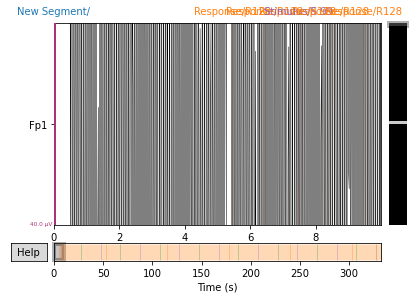 New Segment/
Response/R128
Fp1
40.0 µV
0 2 4 6 8
Help
0 50 100 150 200 250 300
Time (s)